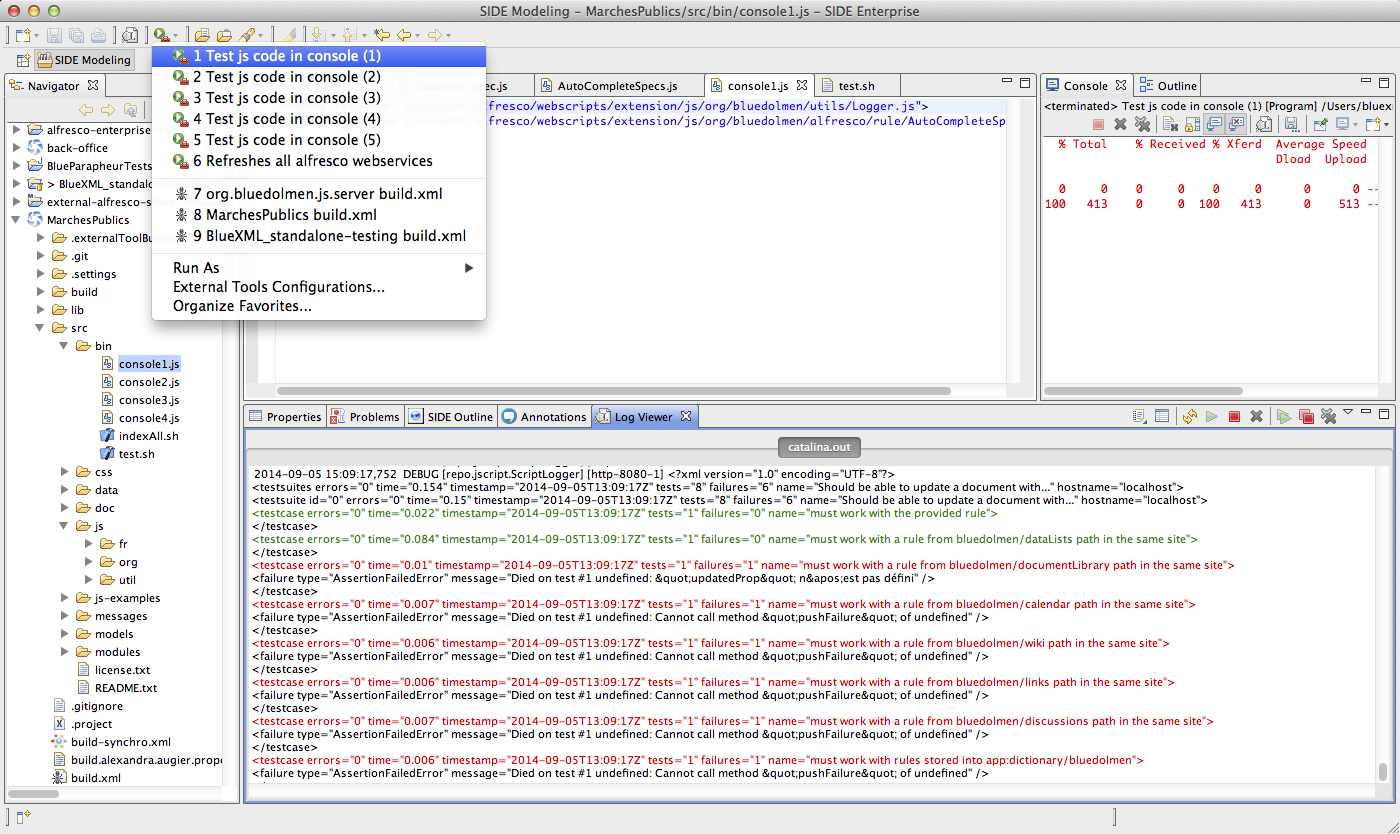 SIDE Modeling – MarchesPublics/src/bin/console1.js – SIDE Enterprise
SIDE Modeling
1 Test js code in console (1)
2 Test js code in console (2)
3 Test js code in console (3)
4 Test js code in console (4)
5 Test js code in console (5)
6 Refreshes all alfresco webservices
7 org.bluedolmen.js.server build.xml
8 MarchesPublics build.xml
9 BlueXML_standalone-testing build.xml
Run As
External Tools Configurations...
Organize Favorites...
Navigator
alfresco-enterprise
back-office
BlueParapheurTests
> BlueXML_standalo
external-alfresco-s
MarchesPublics
.externalToolBu
.git
.settings
build
lib
src
bin
console1.js
console2.js
console3.js
console4.js
indexAll.sh
test.sh
css
data
doc
js
fr
org
util
js-examples
messages
models
modules
license.txt
README.txt
.gitignore
.project
build-synchro.xml
build.alexandra.augier.prope
build.xml
ec.js
AutoCompleteSpecs.js
console1.js
test.sh
alfresco/webscripts/extension/js/org/bluedolmen/utils/Logger.js">
alfresco/webscripts/extension/js/org/bluedolmen/alfresco/rule/AutoCompleteSp
Console
Outline
<terminated> Test js code in console (1) [Program] /Users/bluex
% Total % Received % Xferd Average Speed
Dload Upload
0 0 0 0 0 0 0 0 --
100 413 0 0 100 413 0 513 --
Properties
Problems
SIDE Outline
Annotations
Log Viewer
catalina.out
2014-09-05 15:09:17,752 DEBUG [repo.jscript.ScriptLogger] [http-8080-1] <?xml version="1.0" encoding="UTF-8"?>
<testsuites errors="0" time="0.154" timestamp="2014-09-05T13:09:17Z" tests="8" failures="6" name="Should be able to update a document with..." hostname="localhost">
<testsuite id="0" errors="0" time="0.15" timestamp="2014-09-05T13:09:17Z" tests="8" failures="6" name="Should be able to update a document with..." hostname="localhost">
<testcase errors="0" time="0.022" timestamp="2014-09-05T13:09:17Z" tests="1" failures="0" name="must work with the provided rule">
</testcase>
<testcase errors="0" time="0.084" timestamp="2014-09-05T13:09:17Z" tests="1" failures="0" name="must work with a rule from bluedolmen/dataLists path in the same site">
</testcase>
<testcase errors="0" time="0.01" timestamp="2014-09-05T13:09:17Z" tests="1" failures="1" name="must work with a rule from bluedolmen/documentLibrary path in the same site">
<failure type="AssertionFailedError" message="Died on test #1 undefined: &quot;updatedProp&quot; n&apos;est pas défini" />
</testcase>
<testcase errors="0" time="0.007" timestamp="2014-09-05T13:09:17Z" tests="1" failures="1" name="must work with a rule from bluedolmen/calendar path in the same site">
<failure type="AssertionFailedError" message="Died on test #1 undefined: Cannot call method &quot;pushFailure&quot; of undefined" />
</testcase>
<testcase errors="0" time="0.006" timestamp="2014-09-05T13:09:17Z" tests="1" failures="1" name="must work with a rule from bluedolmen/wiki path in the same site">
<failure type="AssertionFailedError" message="Died on test #1 undefined: Cannot call method &quot;pushFailure&quot; of undefined" />
</testcase>
<testcase errors="0" time="0.006" timestamp="2014-09-05T13:09:17Z" tests="1" failures="1" name="must work with a rule from bluedolmen/links path in the same site">
<failure type="AssertionFailedError" message="Died on test #1 undefined: Cannot call method &quot;pushFailure&quot; of undefined" />
</testcase>
<testcase errors="0" time="0.007" timestamp="2014-09-05T13:09:17Z" tests="1" failures="1" name="must work with a rule from bluedolmen/discussions path in the same site">
<failure type="AssertionFailedError" message="Died on test #1 undefined: Cannot call method &quot;pushFailure&quot; of undefined" />
</testcase>
<testcase errors="0" time="0.006" timestamp="2014-09-05T13:09:17Z" tests="1" failures="1" name="must work with rules stored into app:dictionary/bluedolmen">
<failure type="AssertionFailedError" message="Died on test #1 undefined: Cannot call method &quot;pushFailure&quot; of undefined" />